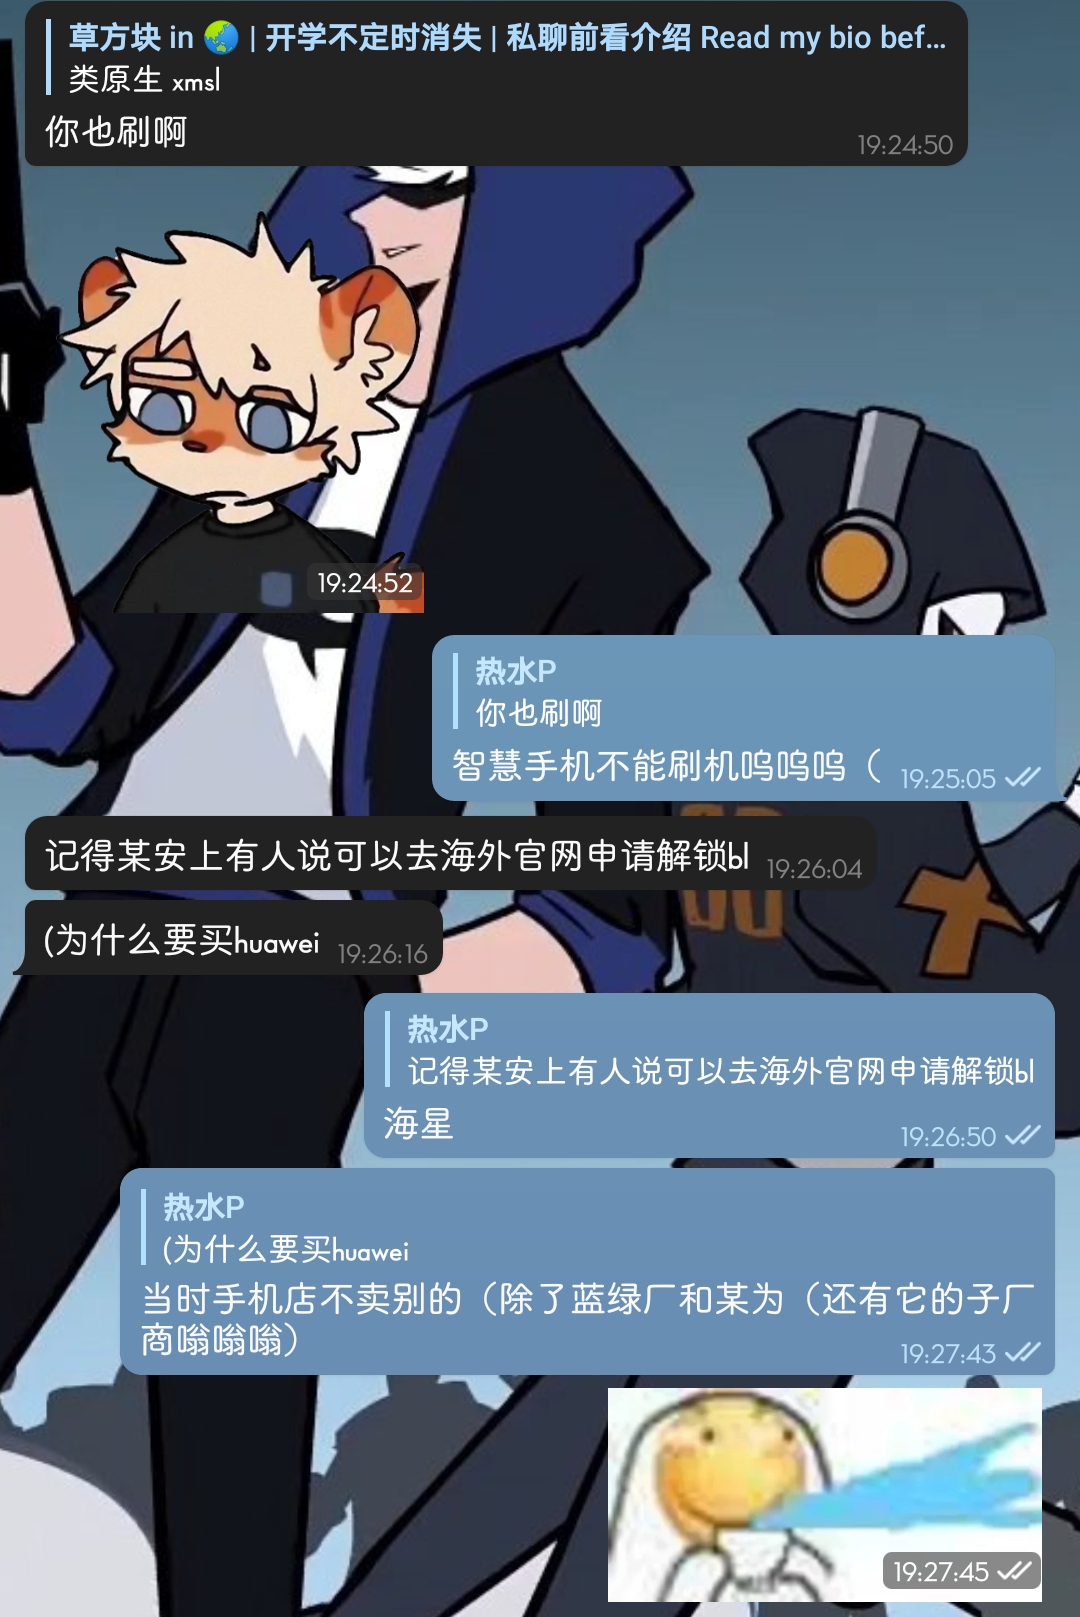 草方块 in 🌏 | 开学不定时消失 | 私聊前看介绍 Read my bio bef...
类原生 xmsl
你也刷啊
19:24:50
19:24:52
热水P
你也刷啊
智慧手机不能刷机呜呜呜（ 19:25:05
记得某安上有人说可以去海外官网申请解锁bl 19:26:04
(为什么要买huawei 19:26:16
热水P
记得某安上有人说可以去海外官网申请解锁bl
海星
19:26:50
热水P
(为什么要买huawei
当时手机店不卖别的（除了蓝绿厂和某为（还有它的子厂
商嗡嗡嗡）
19:27:43
19:27:45